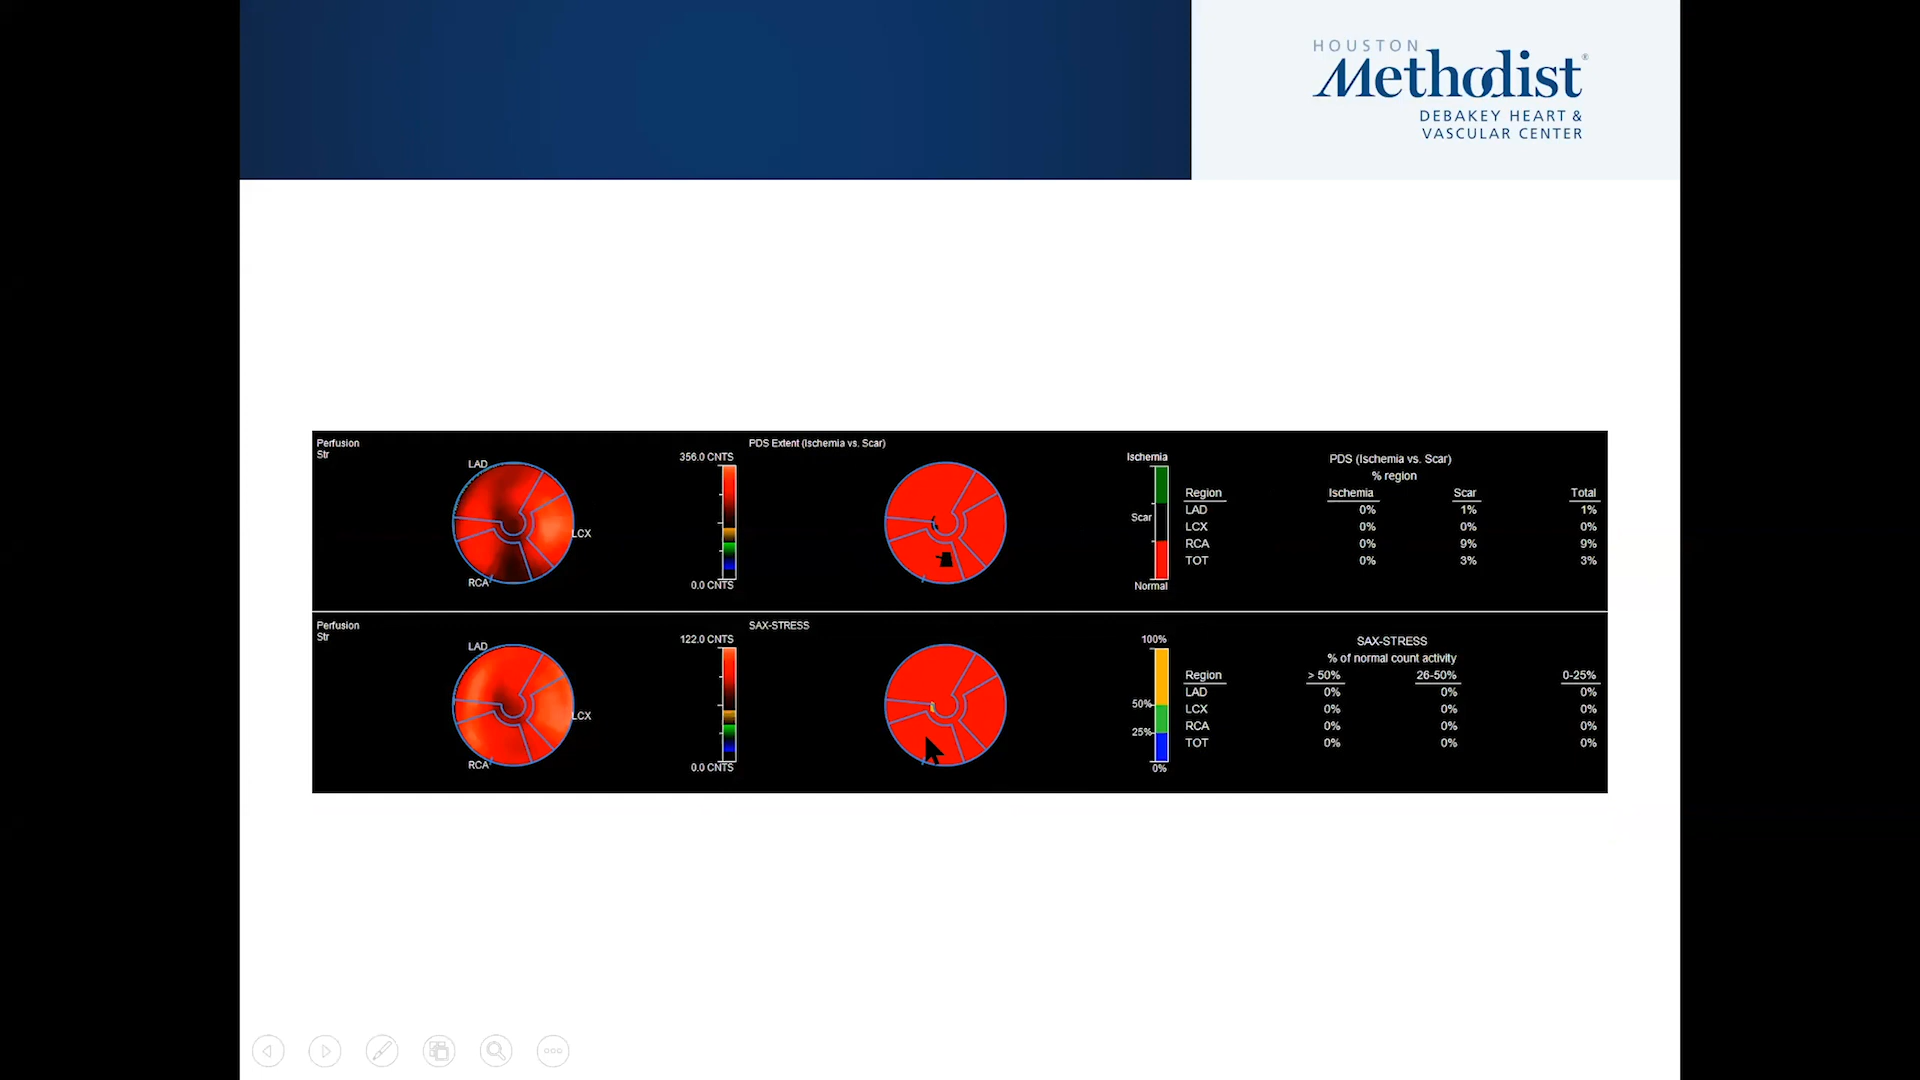 HOUSTON
Methodist®
DEBAKEY HEART &
VASCULAR CENTER
Perfusion
Str
LAD
LCX
RCA
356.0 CNTS
0.0 CNTS
PDS Extent (Ischemia vs. Scar)
Ischemia
Scar
Normal
PDS (Ischemia vs. Scar)
% region
Region Ischemia Scar Total
LAD 0% 1% 1%
LCX 0% 0% 0%
RCA 0% 9% 9%
TOT 0% 3% 3%
Perfusion
Str
LAD
LCX
RCA
122.0 CNTS
0.0 CNTS
SAX-STRESS
100%
50%
25%
0%
SAX-STRESS
% of normal count activity
Region > 50% 26-50% 0-25%
LAD 0% 0% 0%
LCX 0% 0% 0%
RCA 0% 0% 0%
TOT 0% 0% 0%